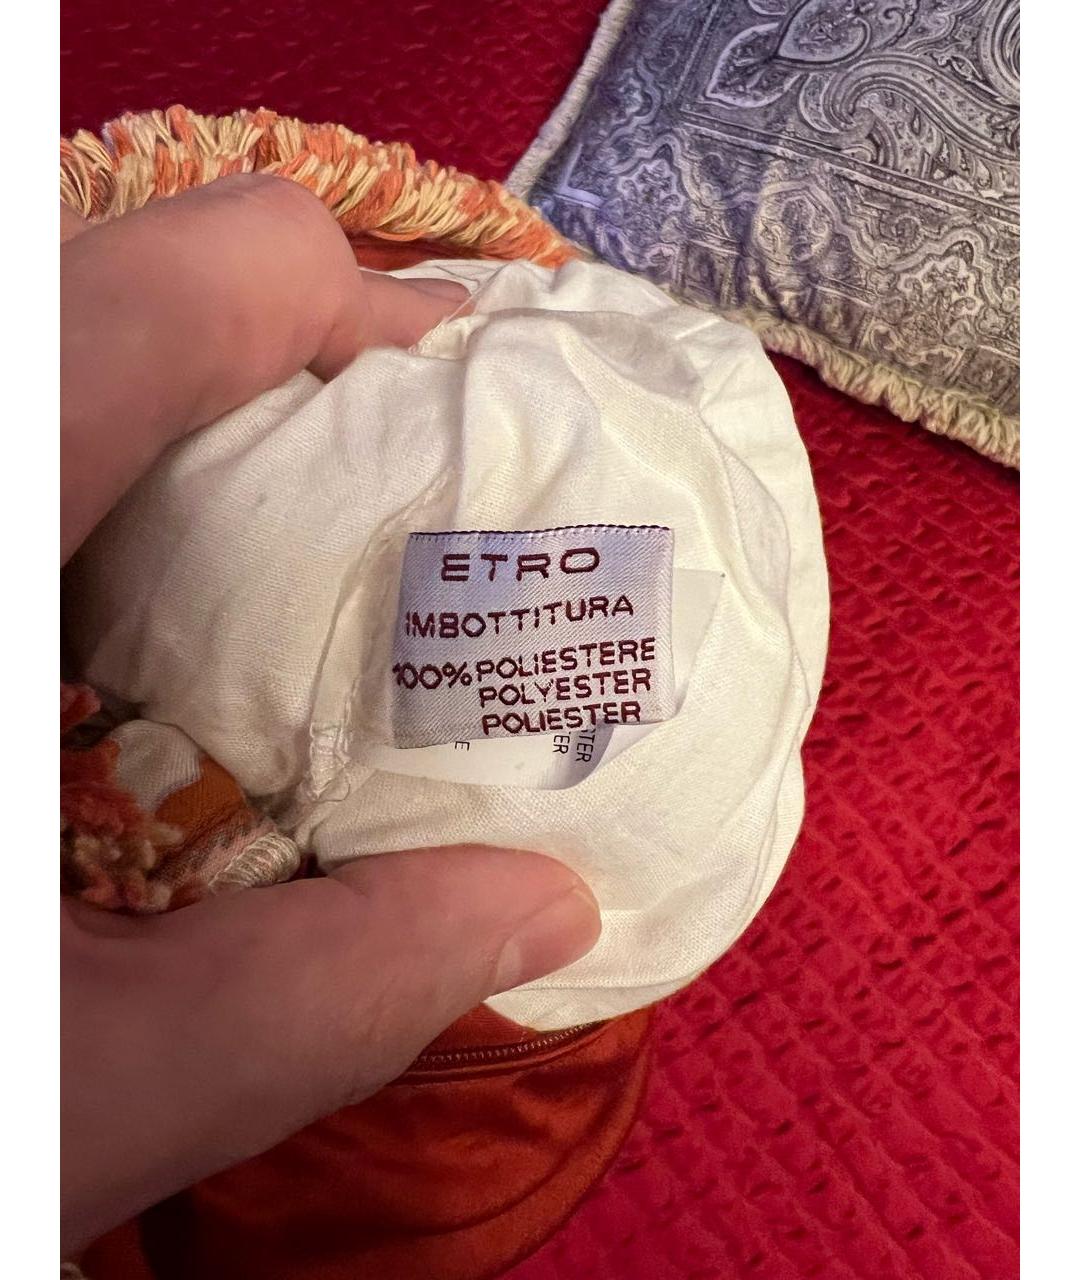 ETRO
IMBOTTITURA
100% POLIESTERE
POLYESTER
POLIESTER